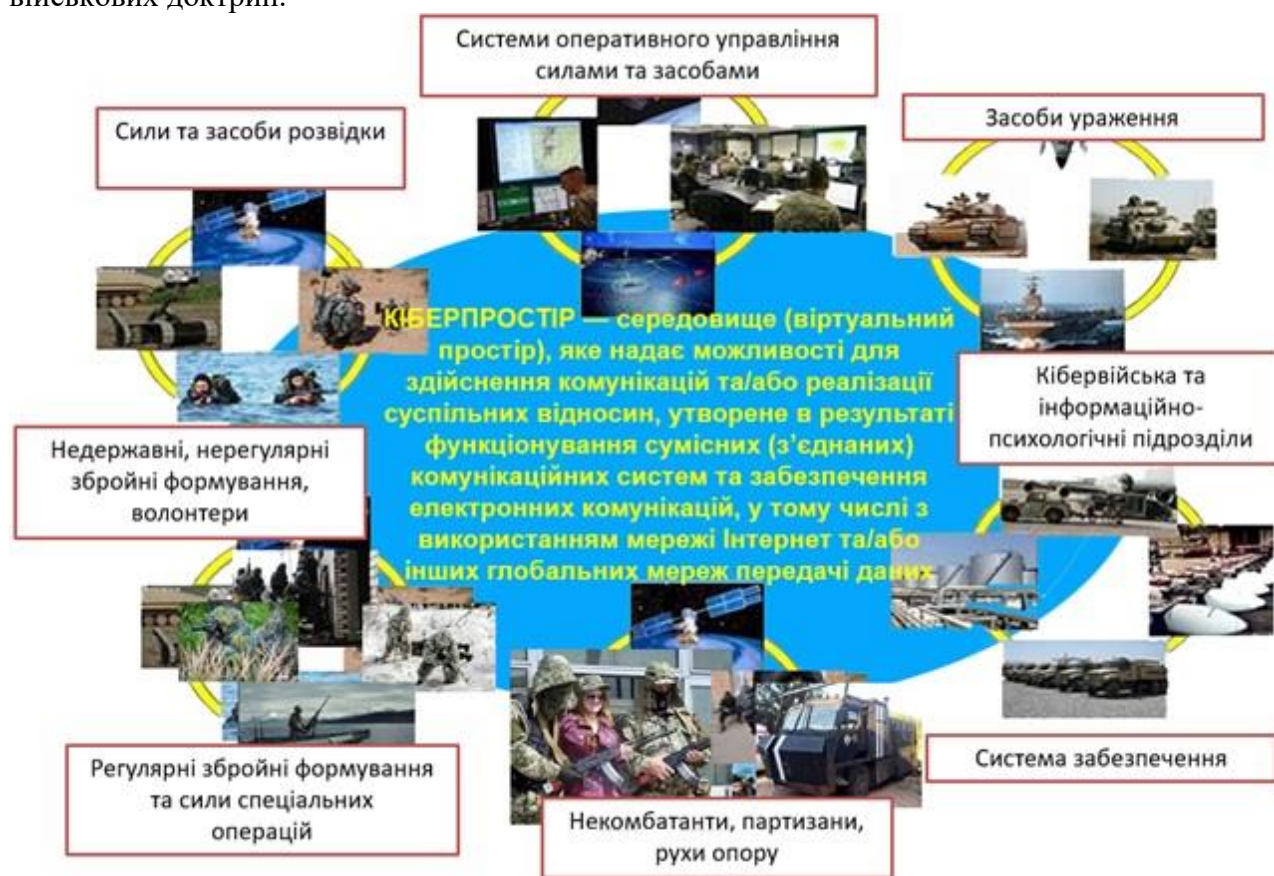 військових доктрин.
Системи оперативного управління
силами та засобами
Сили та засоби розвідки
Засоби ураження
КІБЕРПРОСТІР — середовище (віртуальний
простір), яке надає можливості для
здійснення комунікацій та/або реалізації
суспільних відносин, утворене в результаті
функціонування сумісних (з’єднаних)
комунікаційних систем та забезпечення
електронних комунікацій, у тому числі з
використанням мережі Інтернет та/або
інших глобальних мереж передачі даних
Кібервійська та
інформаційно-
психологічні підрозділи
Недержавні, нерегулярні
збройні формування,
волонтери
Регулярні збройні формування
та сили спеціальних
операцій
Некомбатанти, партизани,
рухи опору
Система забезпечення